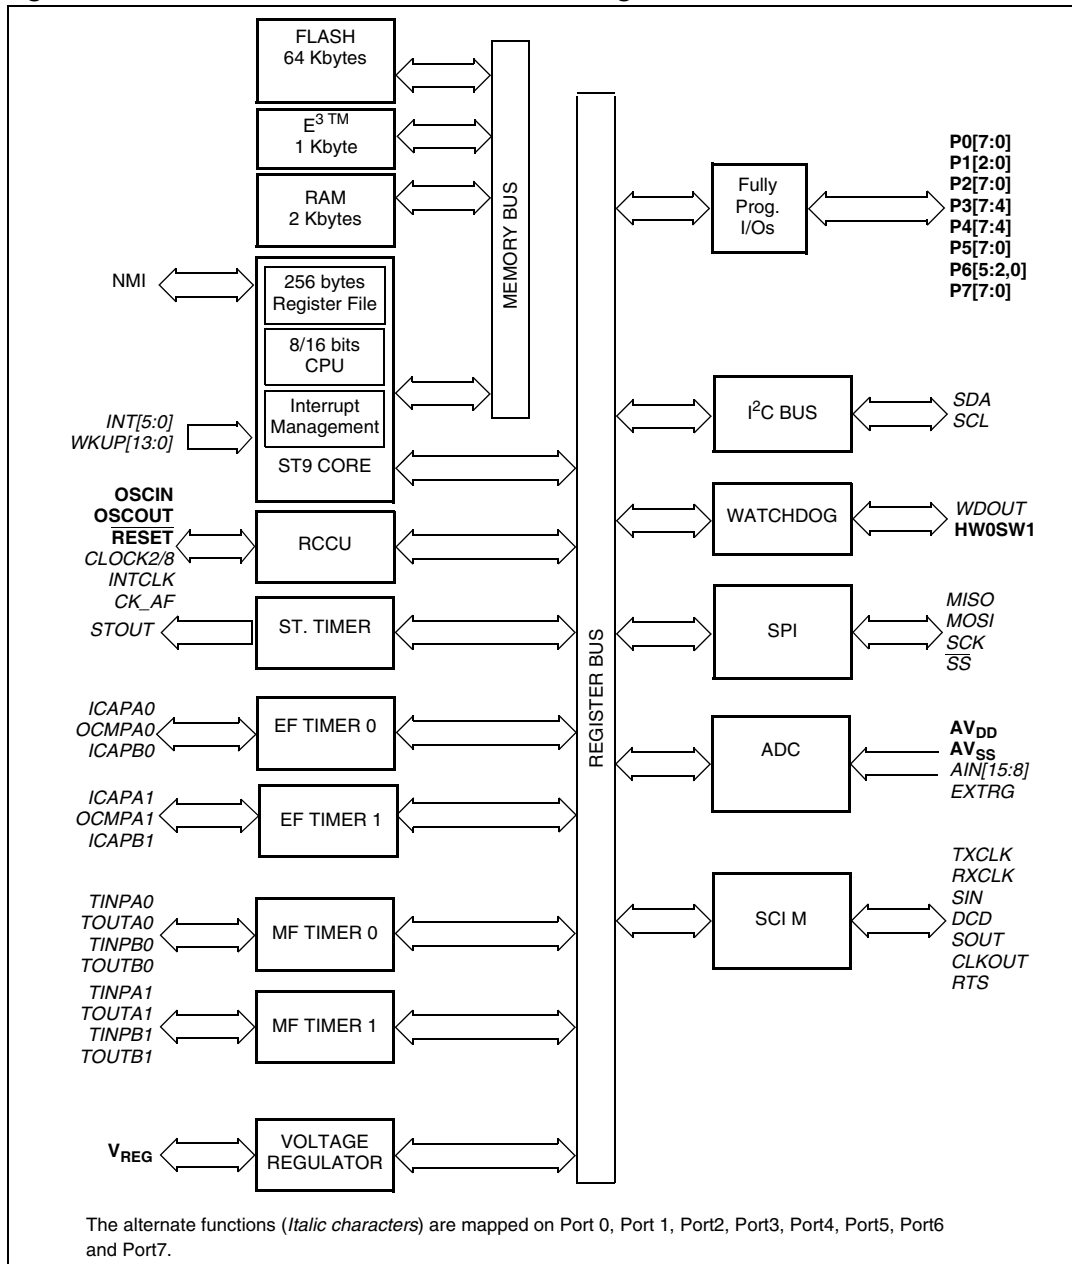 FLASH
64 Kbytes
E³ ™
1 Kbyte
RAM
2 Kbytes
MEMORY BUS
NMI
256 bytes
Register File
8/16 bits
CPU
Interrupt
Management
ST9 CORE
INT[5:0]
WKUP[13:0]
OSCIN
OSCOUT
RESET
CLOCK2/8
INTCLK
CK_AF
RCCU
STOUT
ST. TIMER
ICAPA0
OCMPA0
ICAPB0
EF TIMER 0
ICAPA1
OCMPA1
ICAPB1
EF TIMER 1
TINPA0
TOUTA0
TINPB0
TOUTB0
MF TIMER 0
TINPA1
TOUTA1
TINPB1
TOUTB1
MF TIMER 1
VREG
VOLTAGE
REGULATOR
REGISTER BUS
Fully
Prog.
I/Os
P0[7:0]
P1[2:0]
P2[7:0]
P3[7:4]
P4[7:4]
P5[7:0]
P6[5:2,0]
P7[7:0]
I²C BUS
SDA
SCL
WATCHDOG
WDOUT
HW0SW1
SPI
MISO
MOSI
SCK
SS
ADC
AVDD
AVSS
AIN[15:8]
EXTRG
SCI M
TXCLK
RXCLK
SIN
DCD
SOUT
CLKOUT
RTS
The alternate functions (Italic characters) are mapped on Port 0, Port 1, Port2, Port3, Port4, Port5, Port6
and Port7.